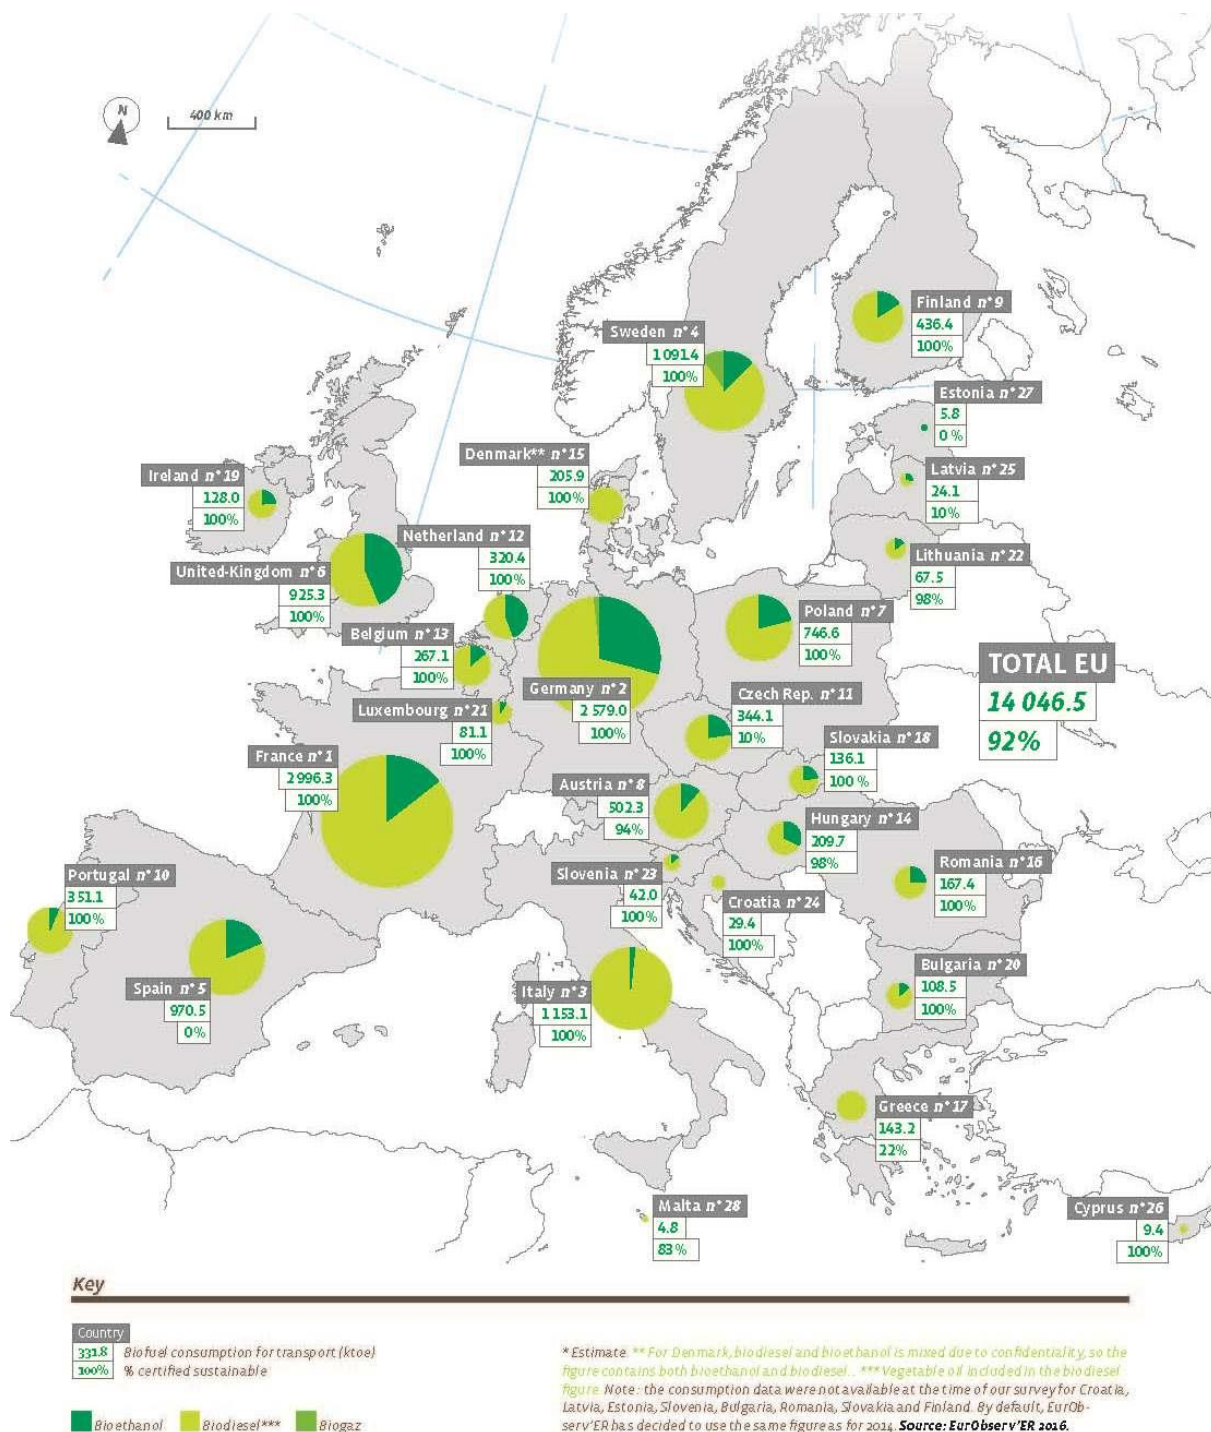 N
400 km
Finland n°9
436.4
100%
Sweden n°4
1 091.4
100%
Estonia n°27
5.8
0 %
Denmark** n°15
205.9
100%
Latvia n°25
24.1
10%
Ireland n°19
128.0
100%
Netherland n°12
320.4
100%
Lithuania n°22
67.5
98%
United-Kingdom n°6
925.3
100%
Poland n°7
746.6
100%
Belgium n°13
267.1
100%
TOTAL EU
14 046.5
92%
Germany n°2
2 579.0
100%
Czech Rep. n°11
344.1
10%
Luxembourg n°21
81.1
100%
Slovakia n°18
136.1
100 %
France n°1
2 996.3
100%
Austria n°8
502.3
94%
Hungary n°14
209.7
98%
Romania n°16
167.4
100%
Portugal n°10
351.1
100%
Slovenia n°23
42.0
100%
Croatia n°24
29.4
100%
Bulgaria n°20
108.5
100%
Spain n°5
970.5
0%
Italy n°3
1 153.1
100%
Greece n°17
143.2
22%
Malta n°28
4.8
83 %
Cyprus n°26
9.4
100%
Key
Country
331.8 Biofuel consumption for transport (ktoe)
100% % certified sustainable
Bioethanol Biodiesel*** Biogaz
* Estimate. ** For Denmark, biodiesel and bioethanol is mixed due to confidentiality, so the
figure contains both bioethanol and biodiesel.. *** Vegetable oil included in the biodiesel
figure. Note: the consumption data were not available at the time of our survey for Croatia,
Latvia, Estonia, Slovenia, Bulgaria, Romania, Slovakia and Finland. By default, EurOb-
serv'ER has decided to use the same figure as for 2014. Source: EurObserv'ER 2016.